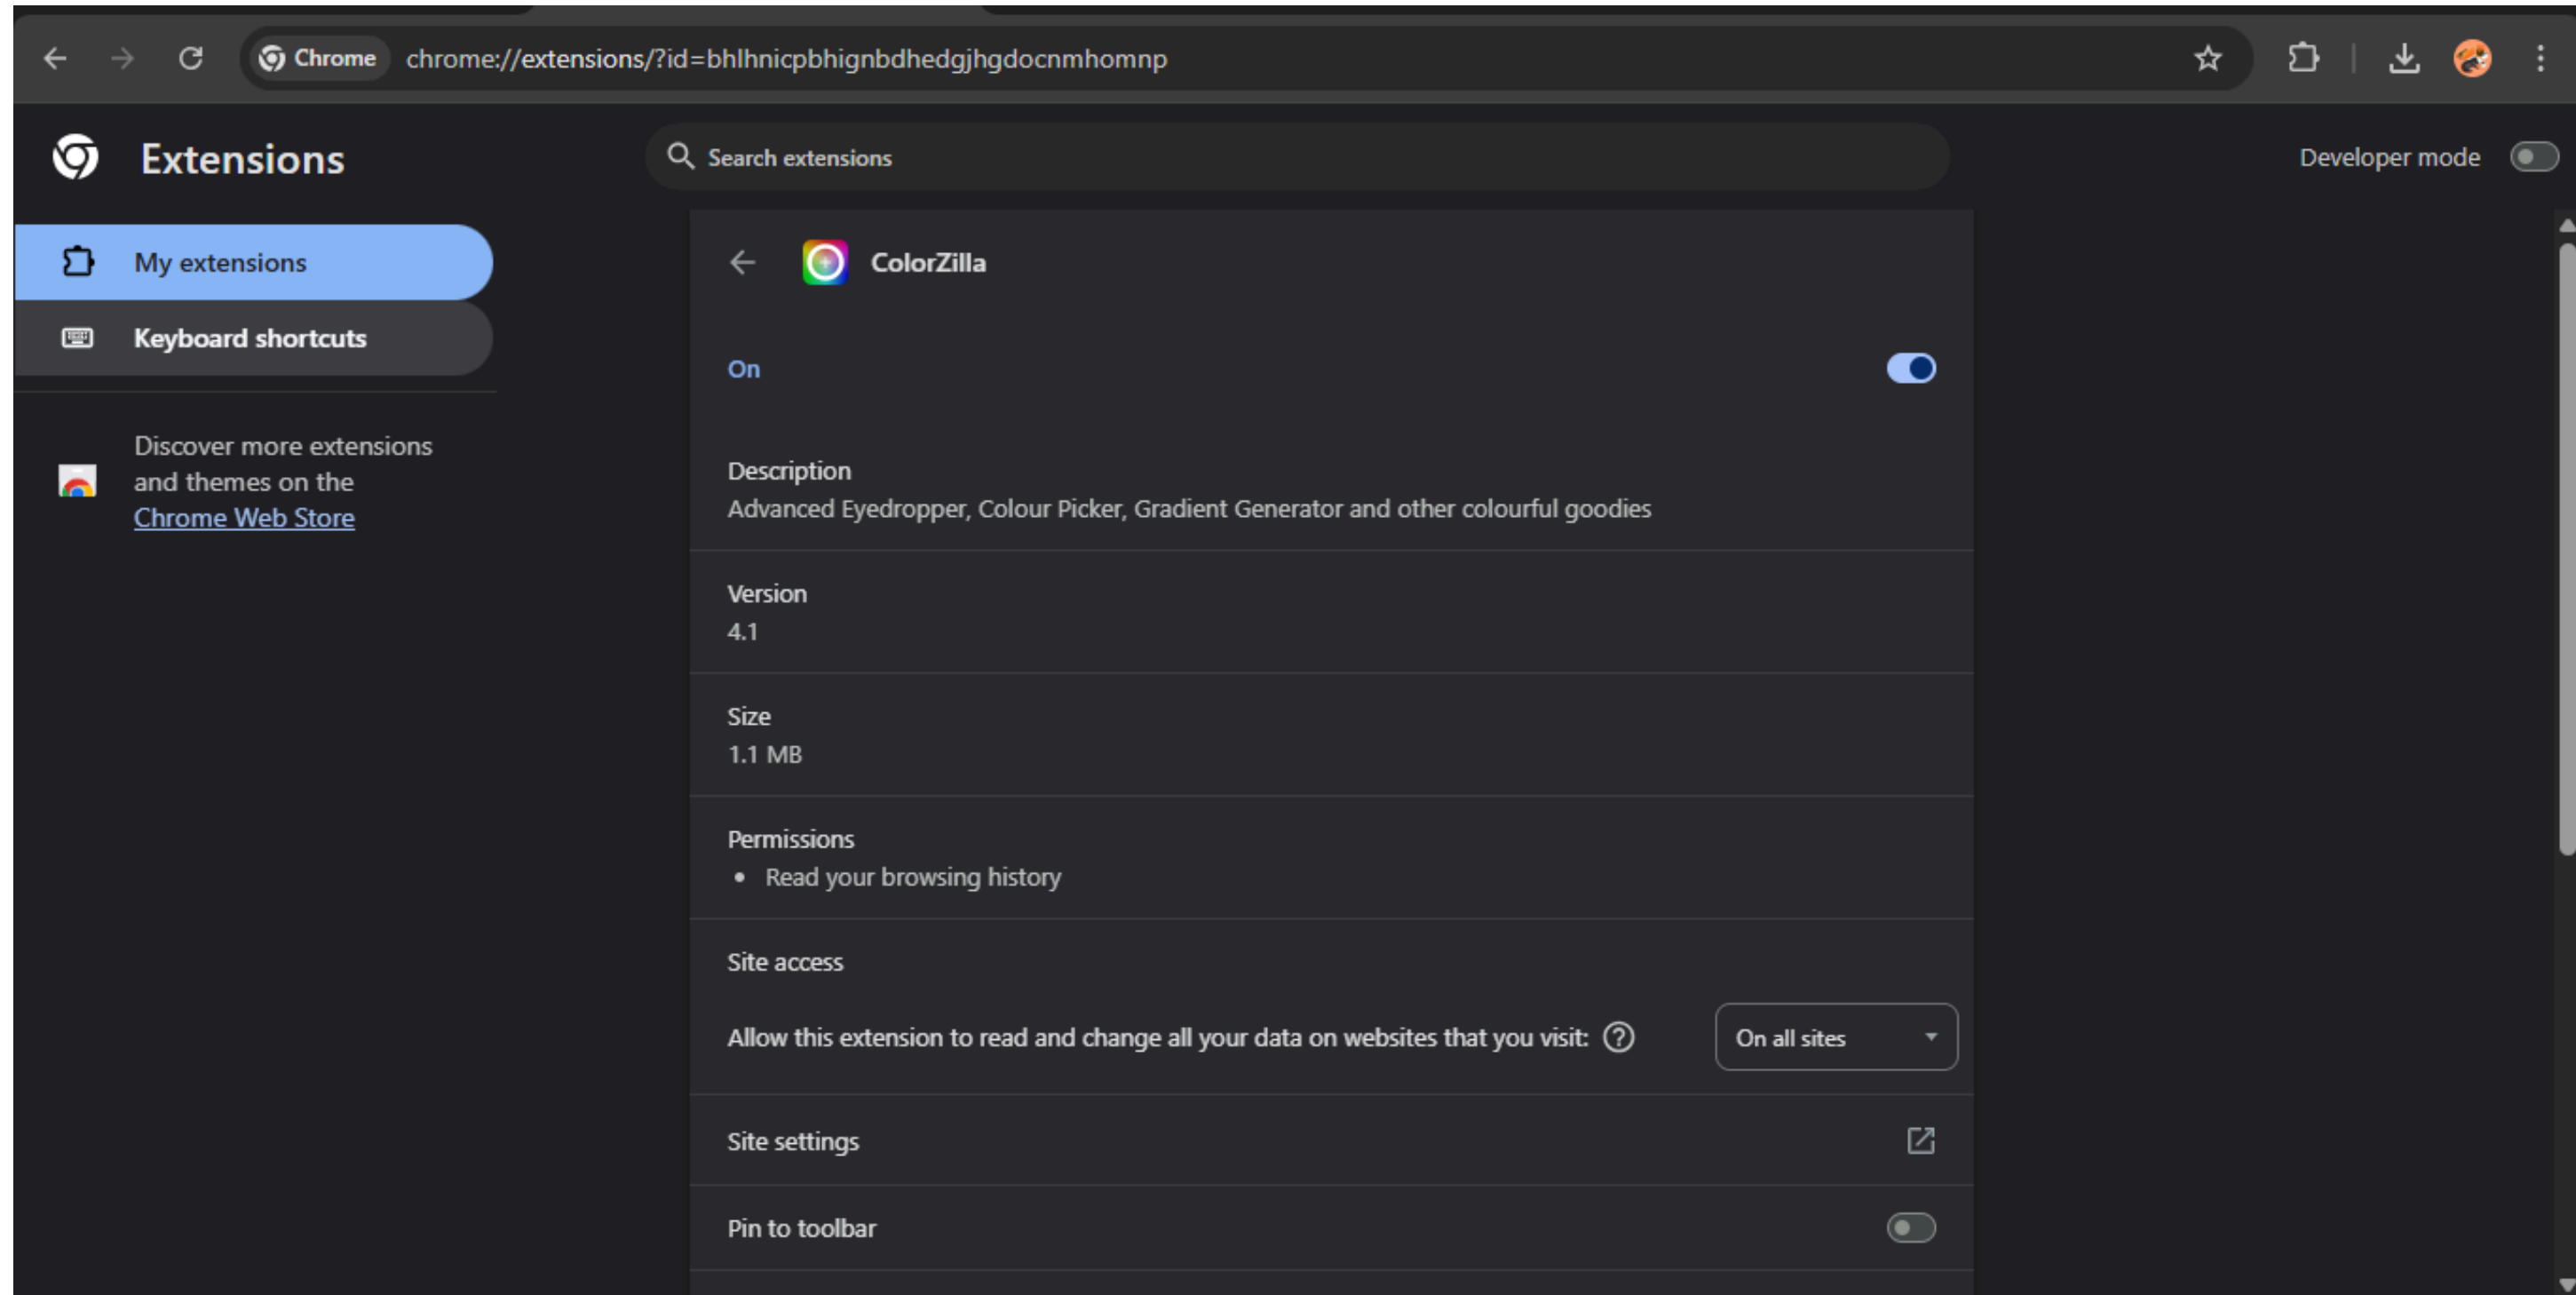 Chrome chrome://extensions/?id=bhlhnicpbhignbdhedgjhgdocnmhomnp
Extensions
Search extensions
Developer mode
My extensions
Keyboard shortcuts
Discover more extensions
and themes on the
Chrome Web Store
ColorZilla
On
Description
Advanced Eyedropper, Colour Picker, Gradient Generator and other colourful goodies
Version
4.1
Size
1.1 MB
Permissions
• Read your browsing history
Site access
Allow this extension to read and change all your data on websites that you visit: On all sites
Site settings
Pin to toolbar